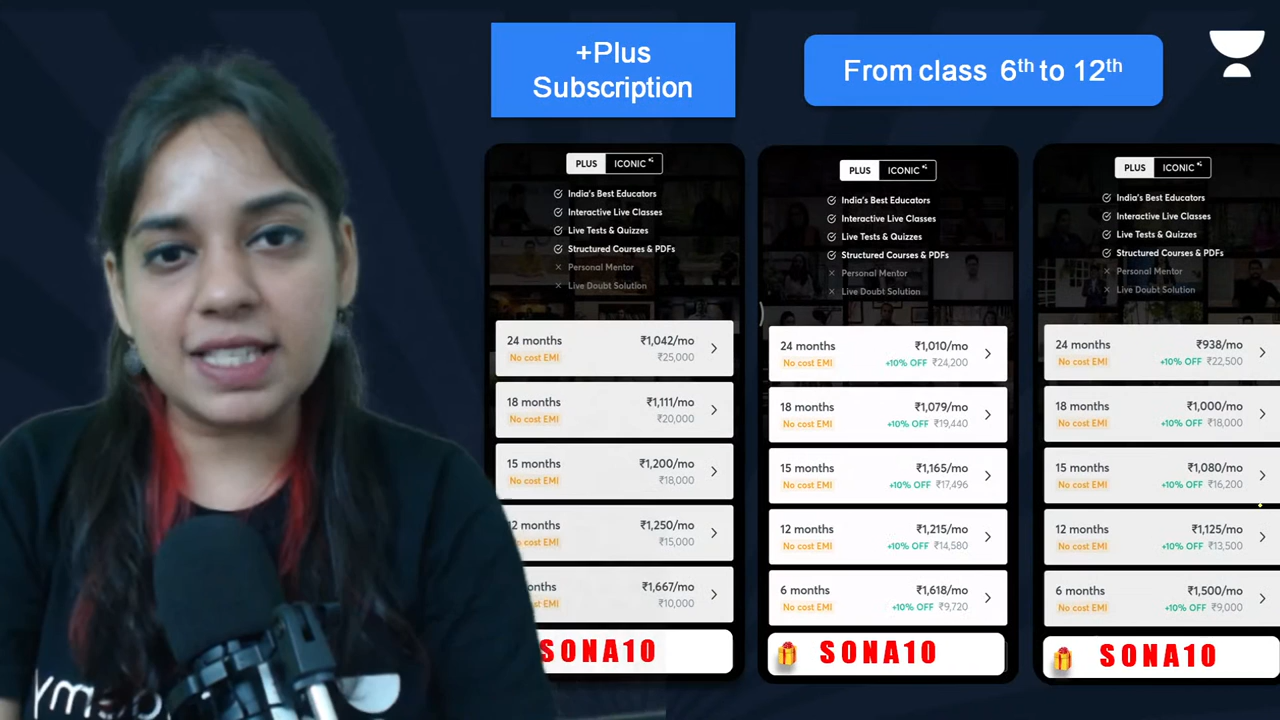 +Plus
Subscription
From class 6th to 12th
PLUS ICONIC
India's Best Educators
Interactive Live Classes
Live Tests & Quizzes
Structured Courses & PDFs
Personal Mentor
Live Doubt Solution
24 months ₹1,042/mo
No cost EMI ₹25,000
18 months ₹1,111/mo
No cost EMI ₹20,000
15 months ₹1,200/mo
No cost EMI ₹18,000
12 months ₹1,250/mo
No cost EMI ₹15,000
months ₹1,667/mo
EMI ₹10,000
SONA10
PLUS ICONIC
India's Best Educators
Interactive Live Classes
Live Tests & Quizzes
Structured Courses & PDFs
Personal Mentor
Live Doubt Solution
24 months ₹1,010/mo
No cost EMI +10% OFF ₹24,200
18 months ₹1,079/mo
No cost EMI +10% OFF ₹19,440
15 months ₹1,165/mo
No cost EMI +10% OFF ₹17,496
12 months ₹1,215/mo
No cost EMI +10% OFF ₹14,580
6 months ₹1,618/mo
No cost EMI +10% OFF ₹9,720
SONA10
PLUS ICONIC
India's Best Educators
Interactive Live Classes
Live Tests & Quizzes
Structured Courses & PDFs
Personal Mentor
Live Doubt Solution
24 months ₹938/mo
No cost EMI +10% OFF ₹22,500
18 months ₹1,000/mo
No cost EMI +10% OFF ₹18,000
15 months ₹1,080/mo
No cost EMI +10% OFF ₹16,200
12 months ₹1,125/mo
No cost EMI +10% OFF ₹13,500
6 months ₹1,500/mo
No cost EMI +10% OFF ₹9,000
SONA10